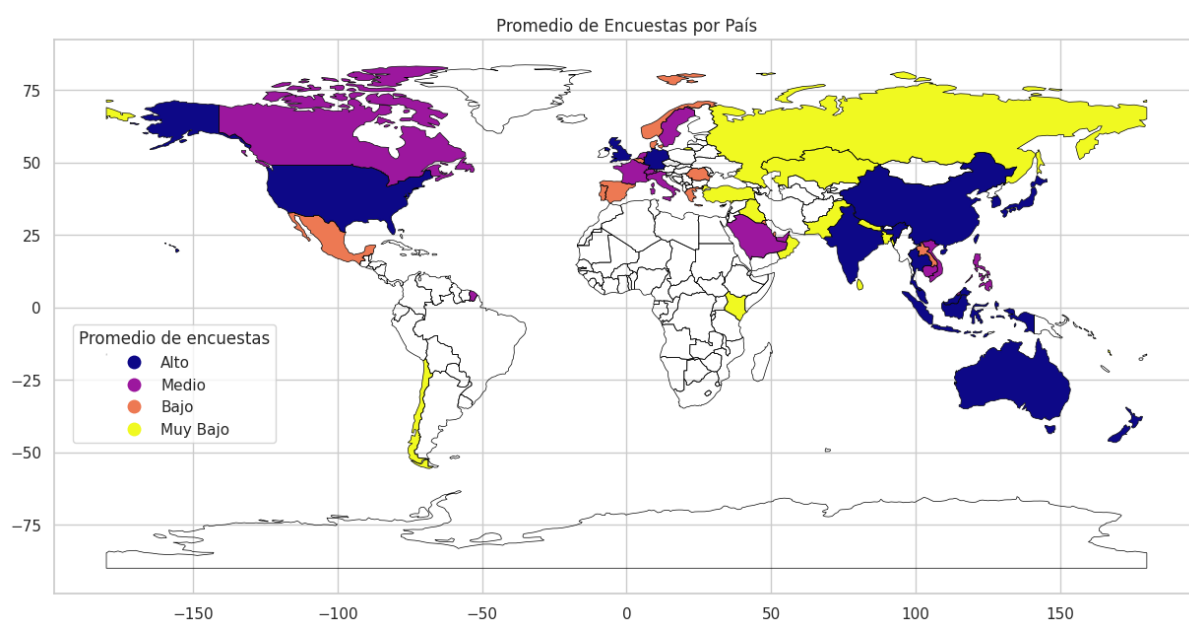 Promedio de Encuestas por País
75
50
25
0
−25
−50
−75
Promedio de encuestas
Alto
Medio
Bajo
Muy Bajo
−150 −100 −50 0 50 100 150